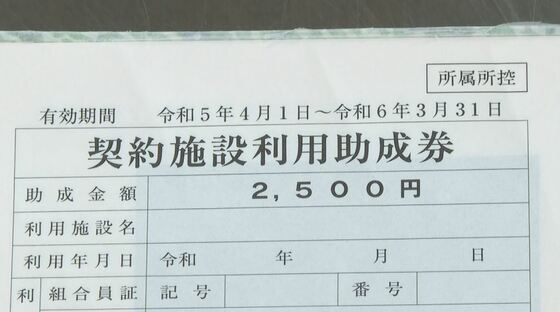 所属所控
有効期間 令和5年4月1日～令和6年3月31日
契約施設利用助成券
助成金額 2,500円
利用施設名
利用年月日 令和 年 月 日
利 組合員証 記号 番号